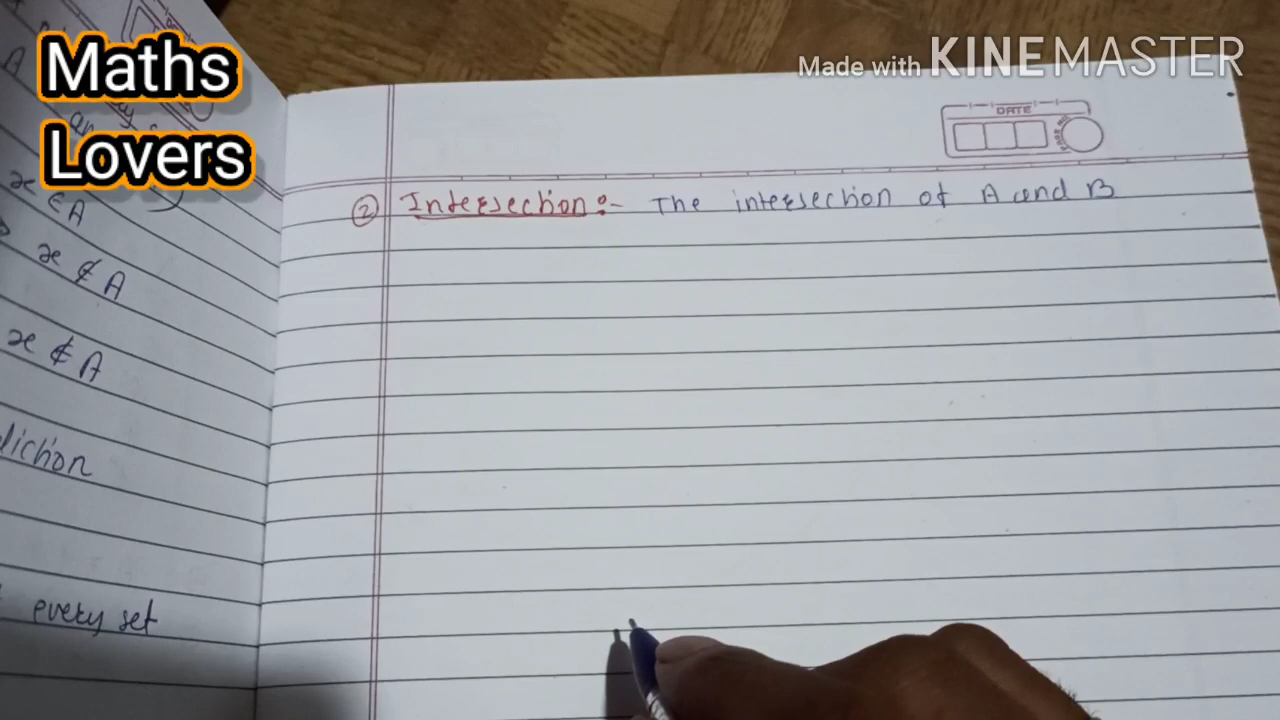 Maths
Lovers
Made with KINEMASTER
DATE
x ∈ A
x ∉ A
x ∉ A
every set
② Intersection :- The intersection of A and B